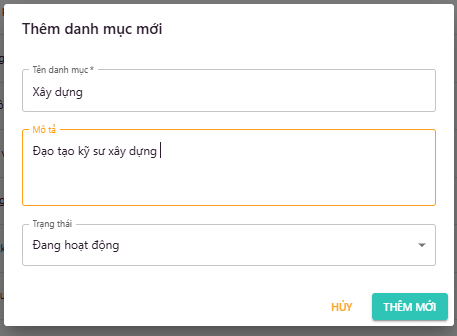 Thêm danh mục mới
Tên danh mục *
Xây dựng
Mô tả
Đạo tạo kỹ sư xây dựng
Trạng thái
Đang hoạt động
HỦY
THÊM MỚI